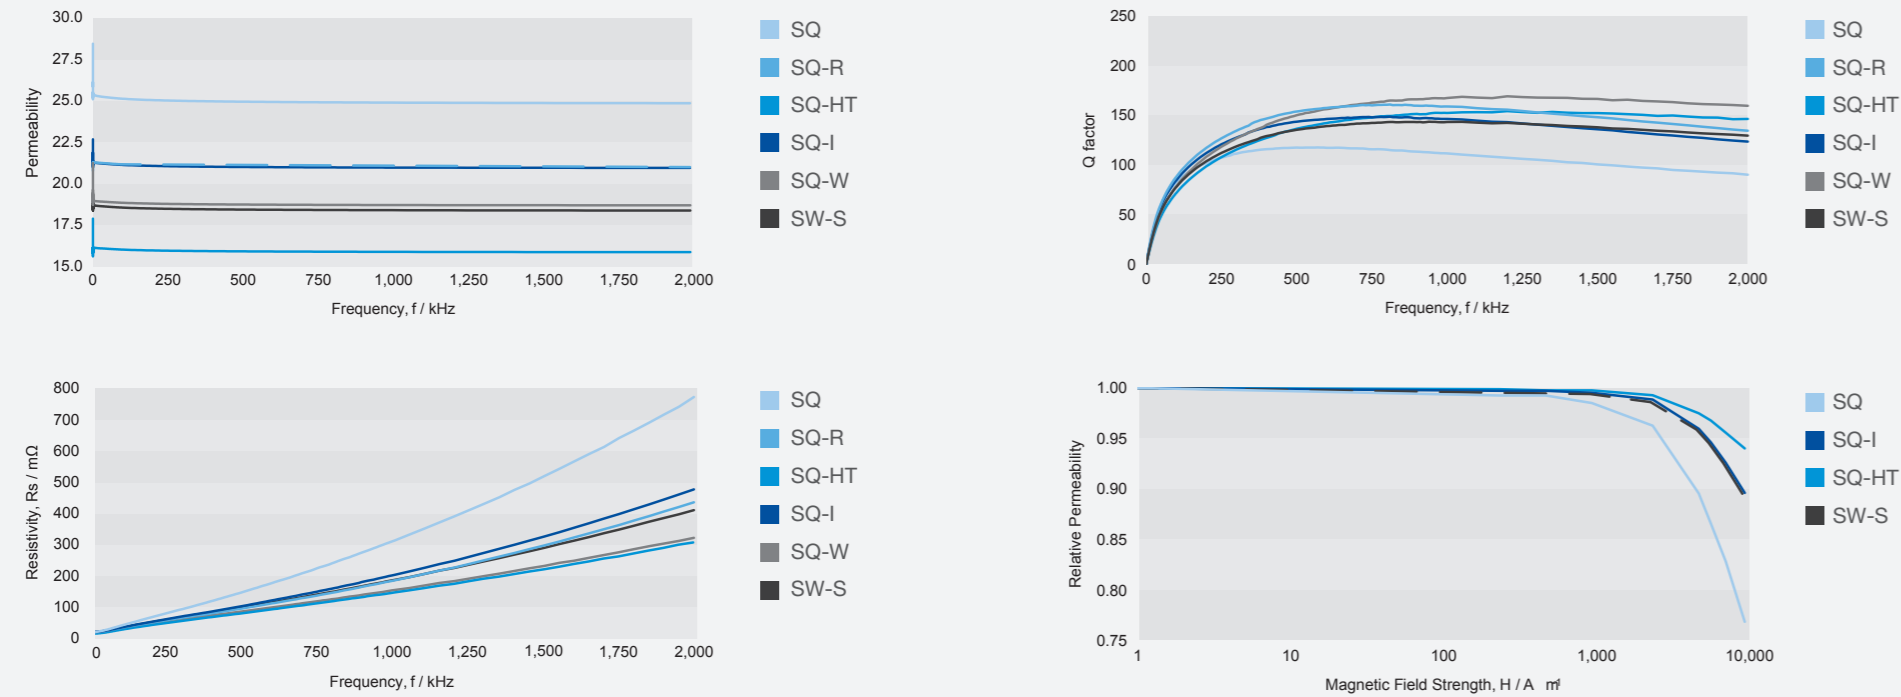 Permeability
30.0
27.5
25.0
22.5
20.0
17.5
15.0
0 250 500 750 1,000 1,250 1,500 1,750 2,000
Frequency, f / kHz
SQ
SQ-R
SQ-HT
SQ-I
SQ-W
SW-S
Q factor
250
200
150
100
50
0
0 250 500 750 1,000 1,250 1,500 1,750 2,000
Frequency, f / kHz
SQ
SQ-R
SQ-HT
SQ-I
SQ-W
SW-S
Resistivity, Rs / mΩ
800
700
600
500
400
300
200
100
0
0 250 500 750 1,000 1,250 1,500 1,750 2,000
Frequency, f / kHz
SQ
SQ-R
SQ-HT
SQ-I
SQ-W
SW-S
Relative Permeability
1.00
0.95
0.90
0.85
0.80
0.75
1 10 100 1,000 10,000
Magnetic Field Strength, H / A
SQ
SQ-I
SQ-HT
SW-S